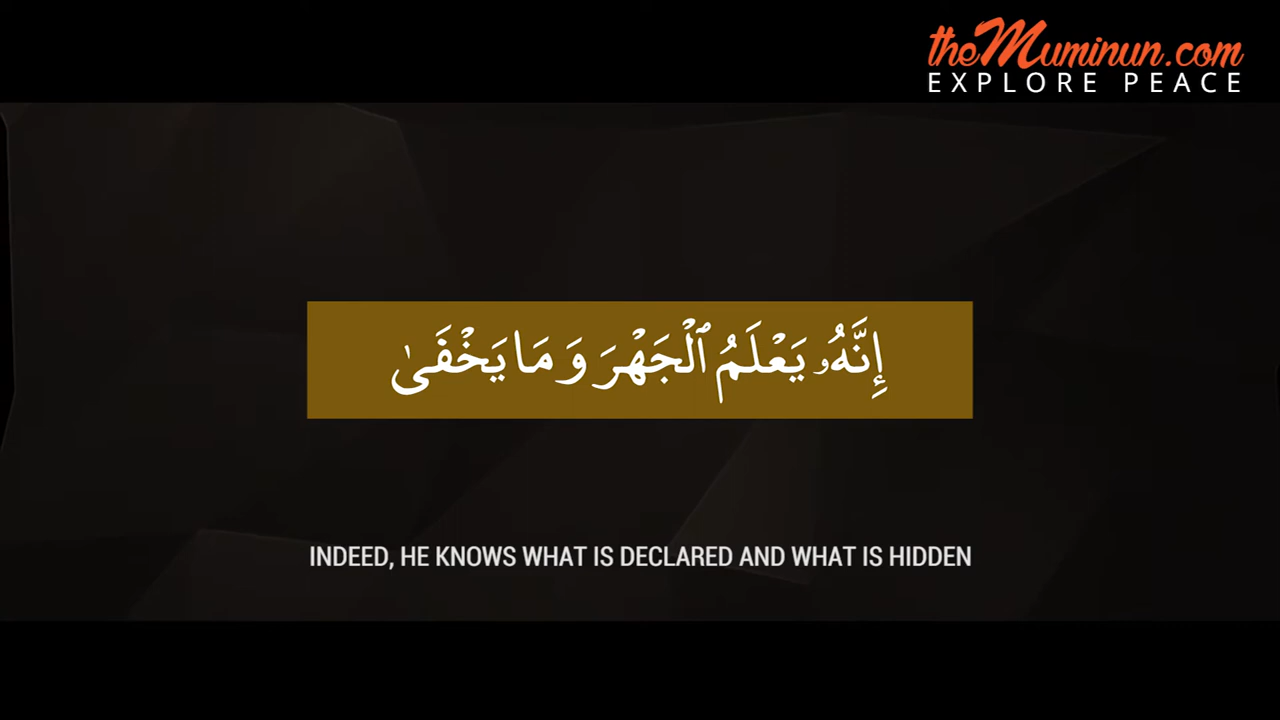 theMuminun.com
EXPLORE PEACE
إِنَّهُۥ يَعْلَمُ ٱلْجَهْرَ وَمَا يَخْفَىٰ
INDEED, HE KNOWS WHAT IS DECLARED AND WHAT IS HIDDEN